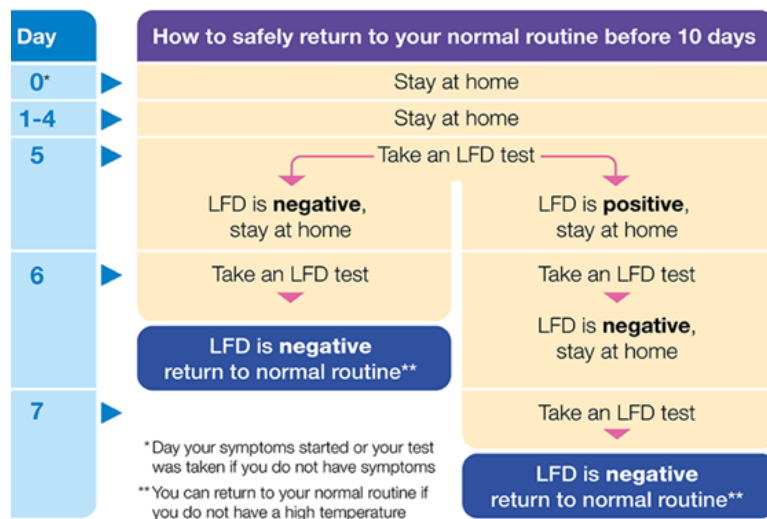 Day
How to safely return to your normal routine before 10 days
0*
Stay at home
1-4
Stay at home
5
Take an LFD test
LFD is negative,
stay at home
LFD is positive,
stay at home
6
Take an LFD test
LFD is negative
return to normal routine**
Take an LFD test
LFD is negative,
stay at home
7
Take an LFD test
LFD is negative
return to normal routine**
*Day your symptoms started or your test
was taken if you do not have symptoms
**You can return to your normal routine if
you do not have a high temperature